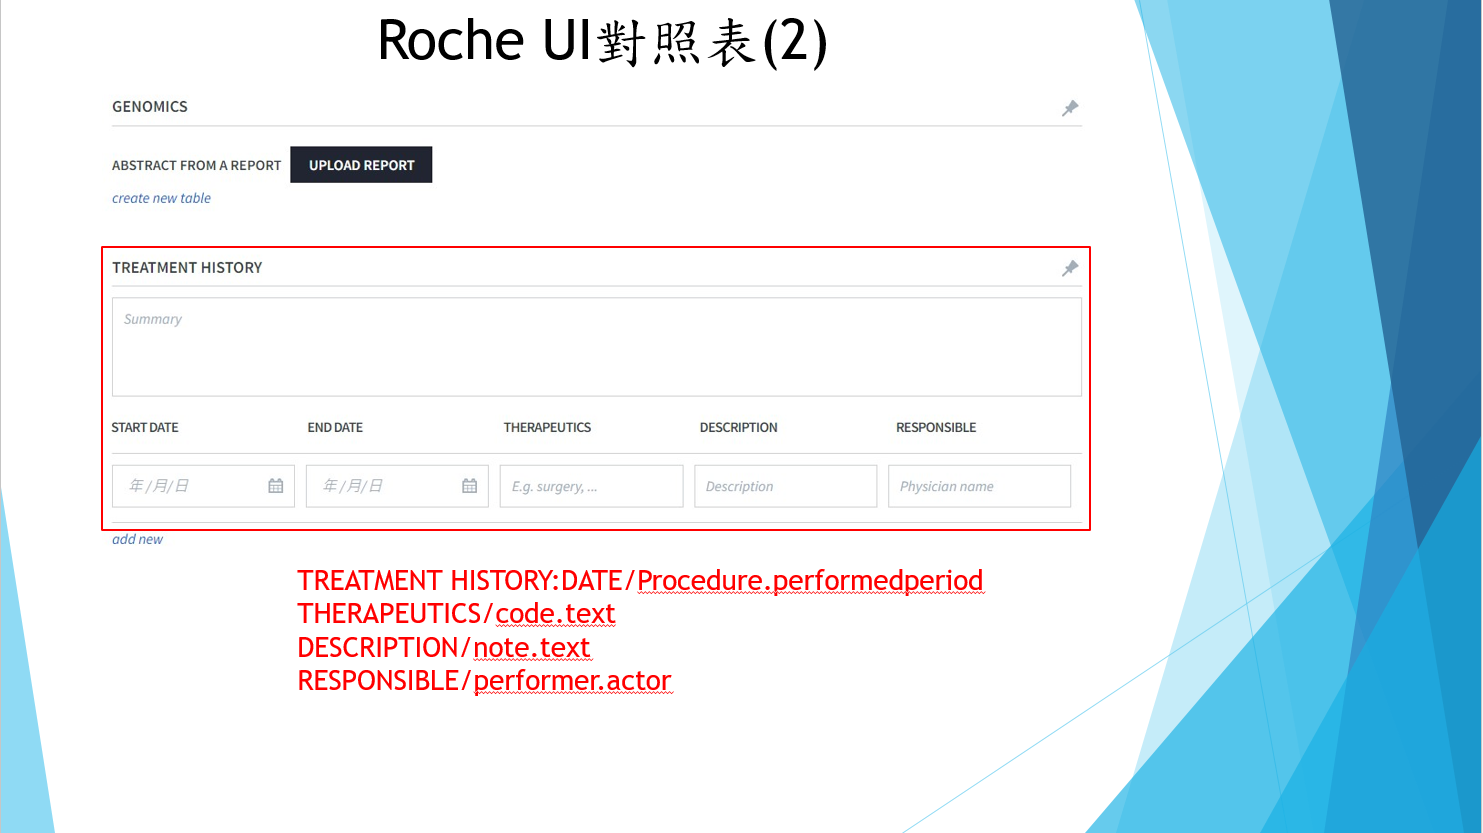 Roche UI對照表(2)
GENOMICS
ABSTRACT FROM A REPORT UPLOAD REPORT
create new table
TREATMENT HISTORY
Summary
START DATE END DATE THERAPEUTICS DESCRIPTION RESPONSIBLE
年 /月/日 年 /月/日 E.g. surgery, ... Description Physician name
add new
TREATMENT HISTORY:DATE/Procedure.performedperiod
THERAPEUTICS/code.text
DESCRIPTION/note.text
RESPONSIBLE/performer.actor